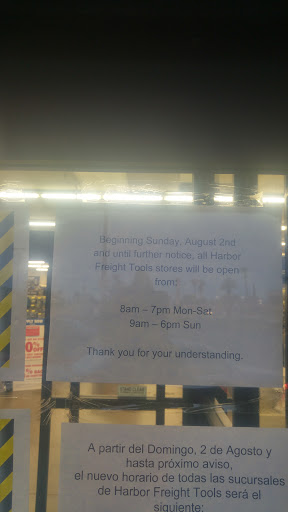 Beginning Sunday, August 2nd
and until further notice, all Harbor
Freight Tools stores will be open
from:
8am – 7pm Mon-Sat
9am – 6pm Sun
Thank you for your understanding.
A partir del Domingo, 2 de Agosto y
hasta próximo aviso,
el nuevo horario de todas las sucursales
de Harbor Freight Tools será el
siguiente: